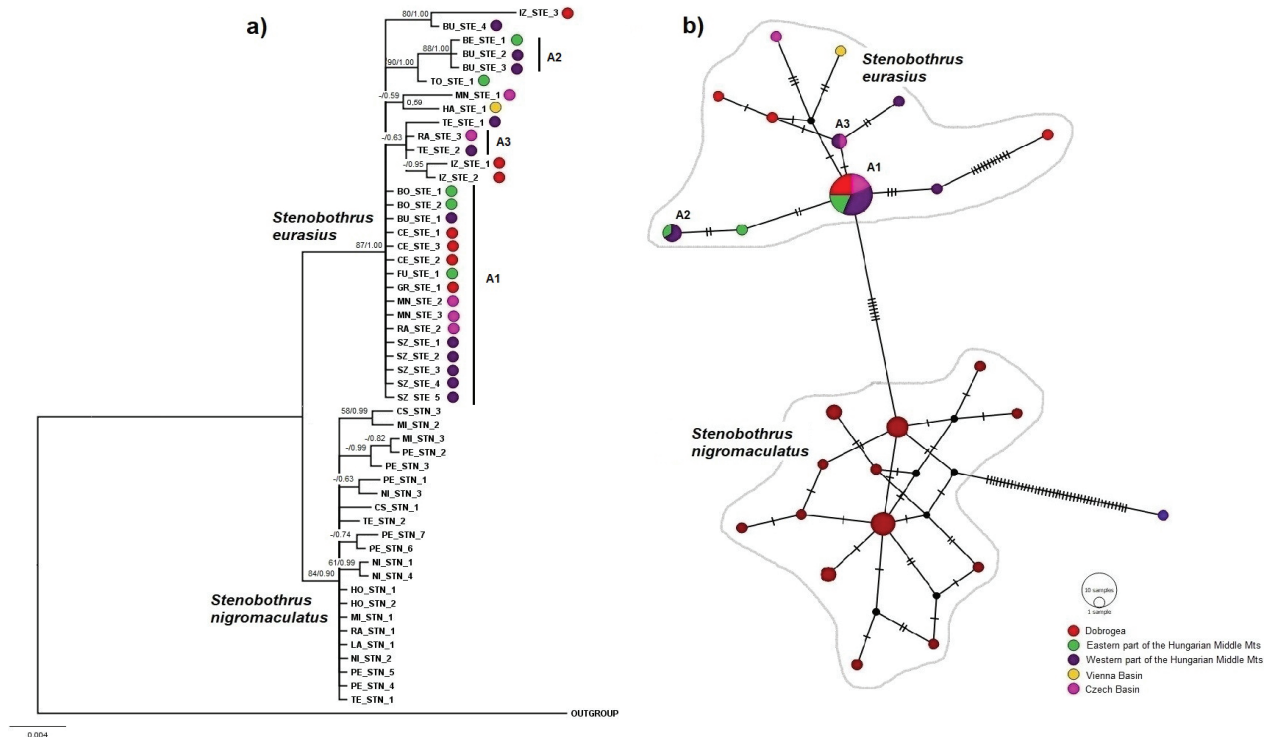 a)
80/1.00
IZ_STE_3
BU_STE_4
88/1.00
BE_STE_1
BU_STE_2
BU_STE_3
A2
90/1.00
TO_STE_1
-/0.59
MN_STE_1
0.59
HA_STE_1
TE_STE_1
-/0.63
RA_STE_3
TE_STE_2
A3
-/0.95
IZ_STE_1
IZ_STE_2
BO_STE_1
BO_STE_2
BU_STE_1
CE_STE_1
CE_STE_3
CE_STE_2
FU_STE_1
GR_STE_1
MN_STE_2
MN_STE_3
RA_STE_2
SZ_STE_1
SZ_STE_2
SZ_STE_3
SZ_STE_4
SZ_STE_5
A1
Stenobothrus
eurasius
87/1.00
58/0.99
CS_STN_3
MI_STN_2
-/0.82
MI_STN_3
PE_STN_2
-/0.99
PE_STN_3
-/0.63
PE_STN_1
NI_STN_3
CS_STN_1
TE_STN_2
-/0.74
PE_STN_7
PE_STN_6
61/0.99
NI_STN_1
NI_STN_4
84/0.90
HO_STN_1
HO_STN_2
MI_STN_1
RA_STN_1
LA_STN_1
NI_STN_2
PE_STN_5
PE_STN_4
TE_STN_1
Stenobothrus
nigromaculatus
OUTGROUP
0.004
b)
Stenobothrus
eurasius
A3
A1
A2
Stenobothrus
nigromaculatus
10 samples
1 sample
Dobrogea
Eastern part of the Hungarian Middle Mts
Western part of the Hungarian Middle Mts
Vienna Basin
Czech Basin